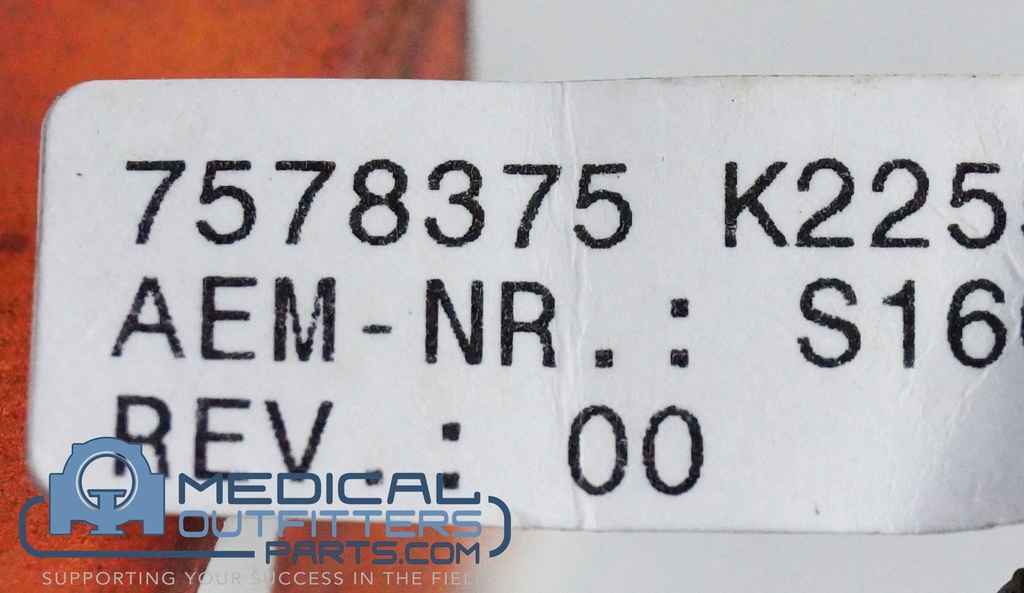 7578375 K225
AEM-NR.: S16
REV.: 00
MEDICAL
OUTFITTERS
PARTS.COM
SUPPORTING YOUR SUCCESS IN THE FIELD